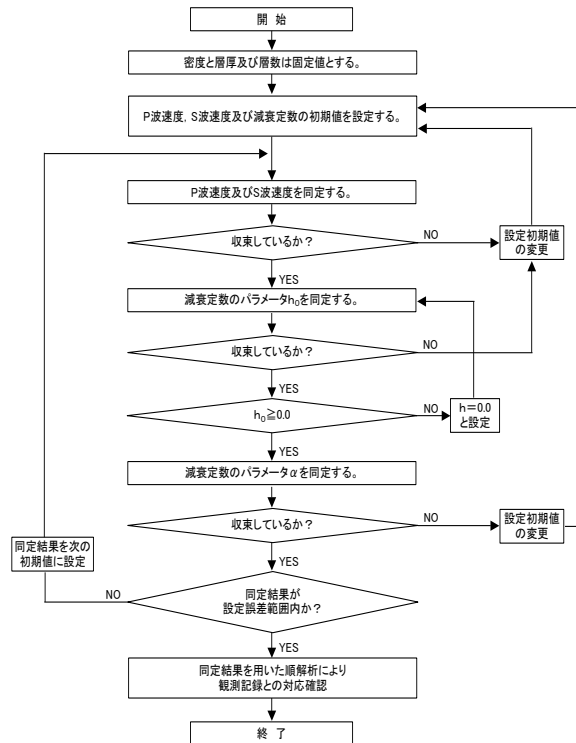 開 始
密度と層厚及び層数は固定値とする。
P波速度，S波速度及び減衰定数の初期値を設定する。
P波速度及びS波速度を同定する。
収束しているか？
NO
設定初期値
の変更
YES
減衰定数のパラメータh₀を同定する。
収束しているか？
NO
YES
h₀≧0.0
NO
h＝0.0
と設定
YES
減衰定数のパラメータαを同定する。
収束しているか？
NO
設定初期値
の変更
同定結果を次の
初期値に設定
YES
同定結果が
設定誤差範囲内か？
NO
YES
同定結果を用いた順解析により
観測記録との対応確認
終 了